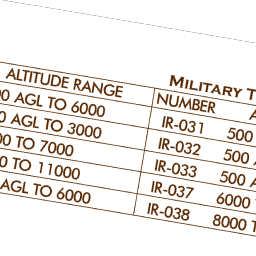 MILITARY T
ALTITUDE RANGE NUMBER A
00 AGL TO 6000 IR-031 500
0 AGL TO 3000 IR-032 500 A
00 TO 7000 IR-033 500 A
0 TO 11000 IR-037 6000 T
AGL TO 6000 IR-038 8000 T